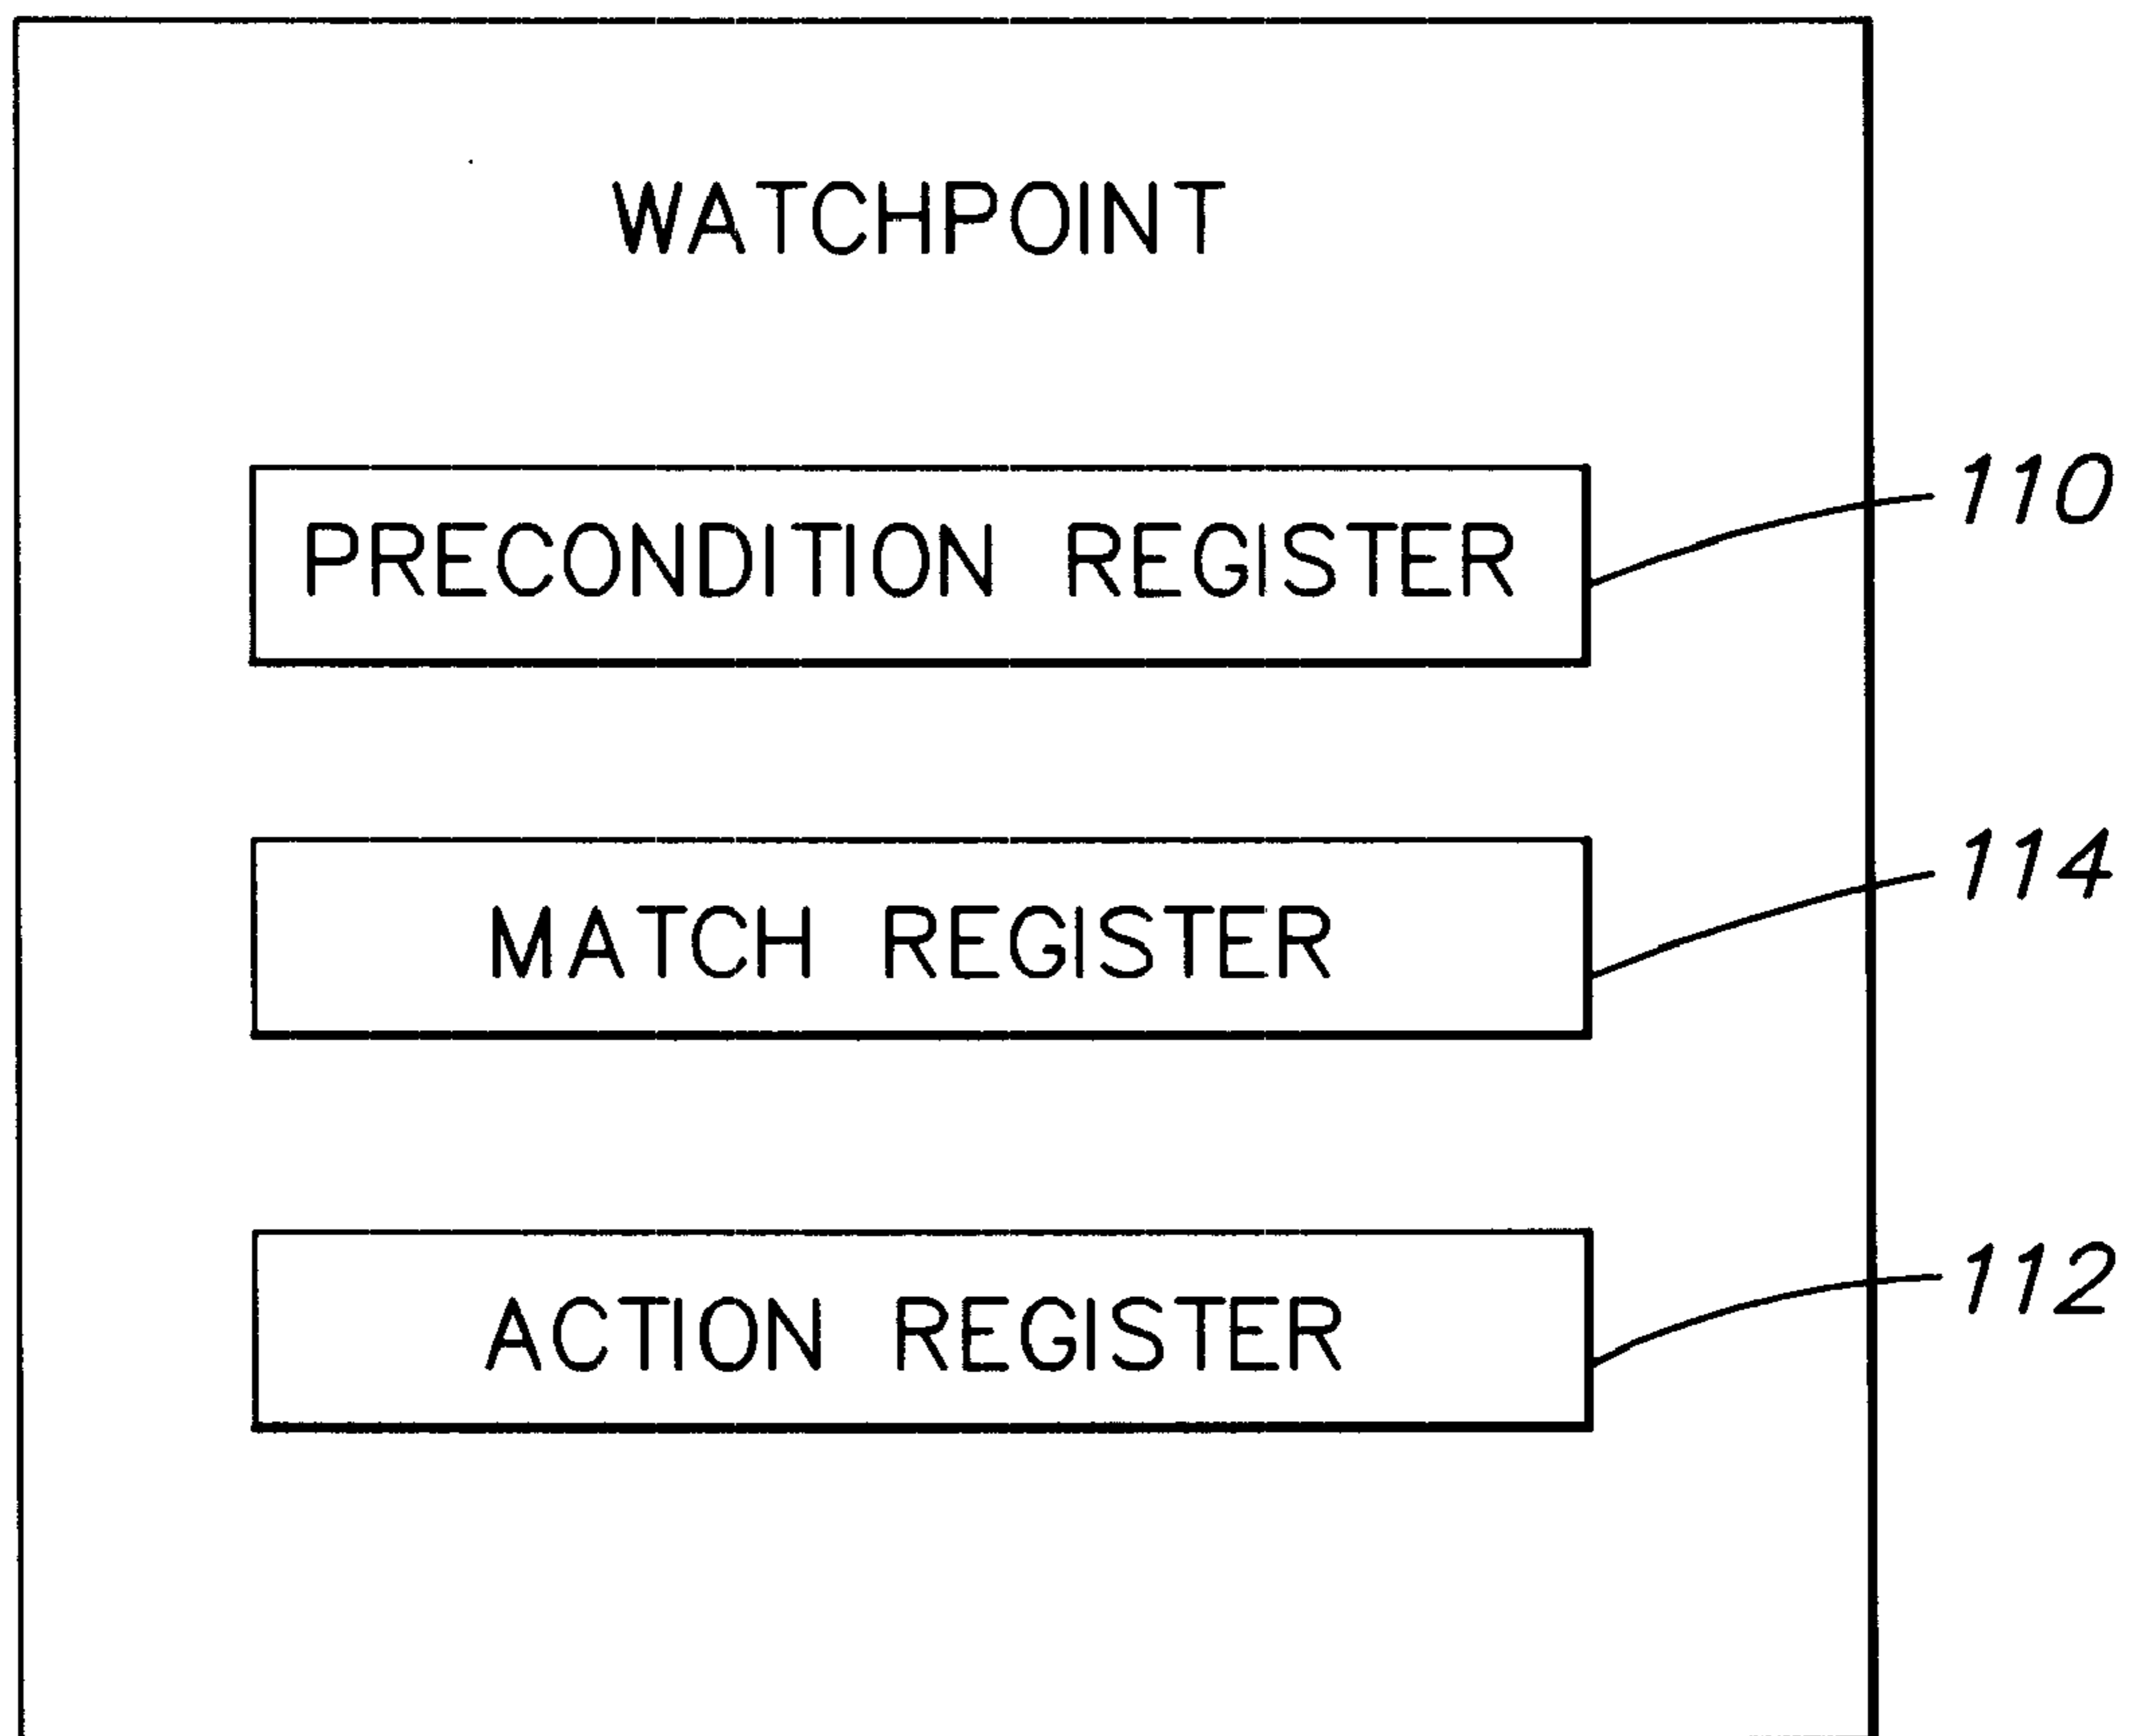 WATCHPOINT
PRECONDITION REGISTER
110
MATCH REGISTER
114
ACTION REGISTER
112